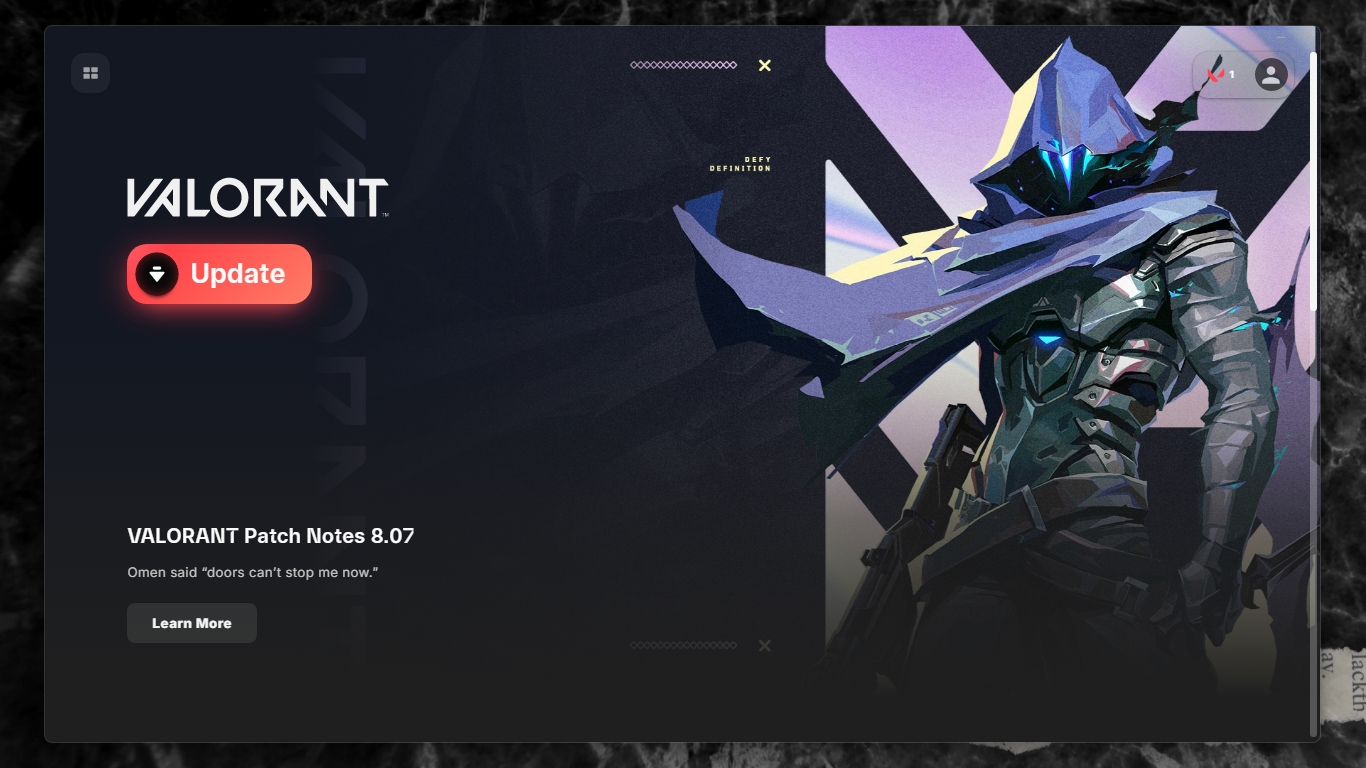 1
DEFY
DEFINITION
VALORANT™
Update
VALORANT Patch Notes 8.07
Omen said “doors can’t stop me now.”
Learn More
ay.
lackth